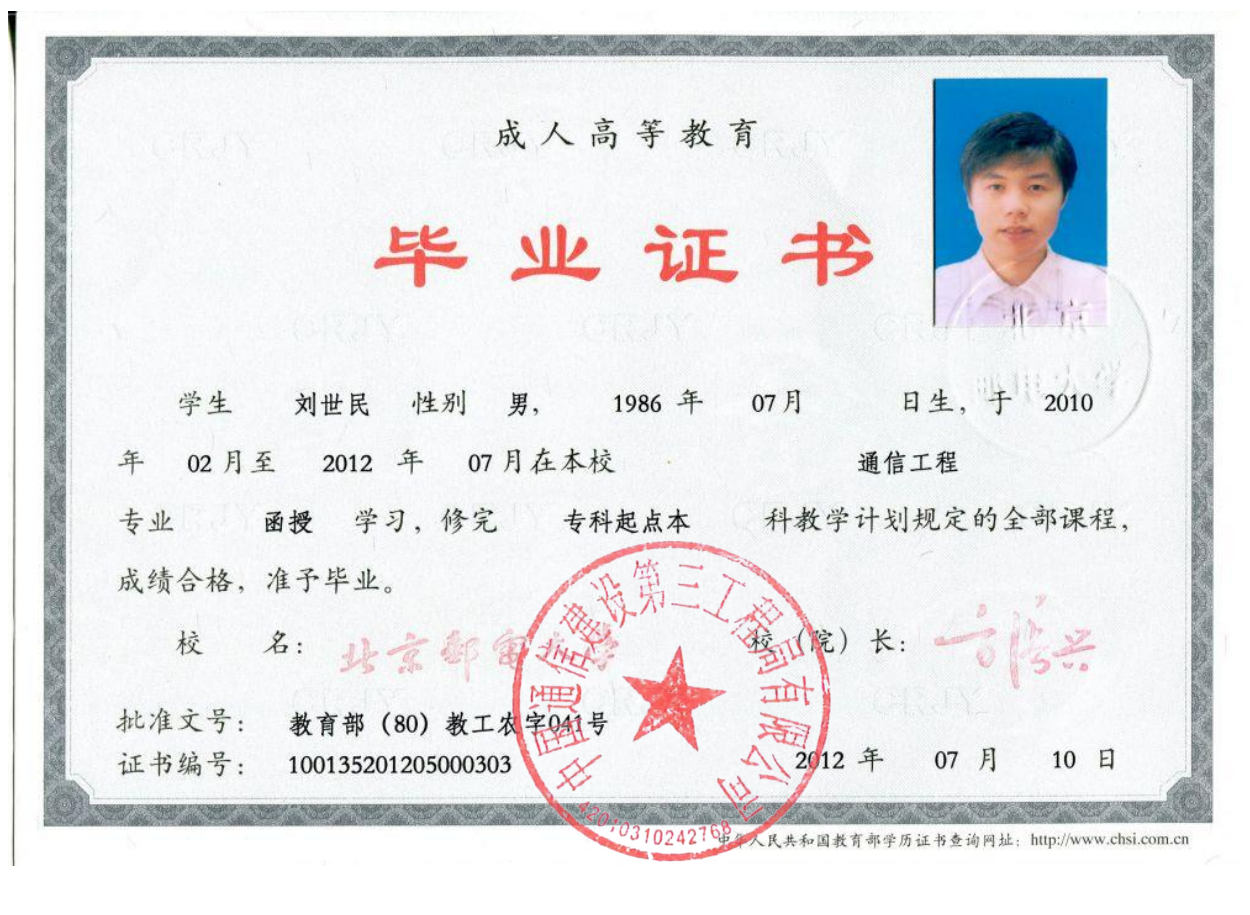 成人高等教育
毕业证书
学生 刘世民 性别 男, 1986 年 07月 日生, 于 2010
年 02 月至 2012 年 07 月在本校 通信工程
专业 函授 学习, 修完 专科起点本 科教学计划规定的全部课程,
成绩合格, 准予毕业。
校 名: 北京邮电大学 校 (院) 长: 方滨兴
批准文号: 教育部 (80) 教工农字041号
证书编号: 100135201205000303 2012 年 07 月 10 日
中国通信建设第三工程局有限公司
42010310242768
中华人民共和国教育部学历证书查询网址: http://www.chsi.com.cn